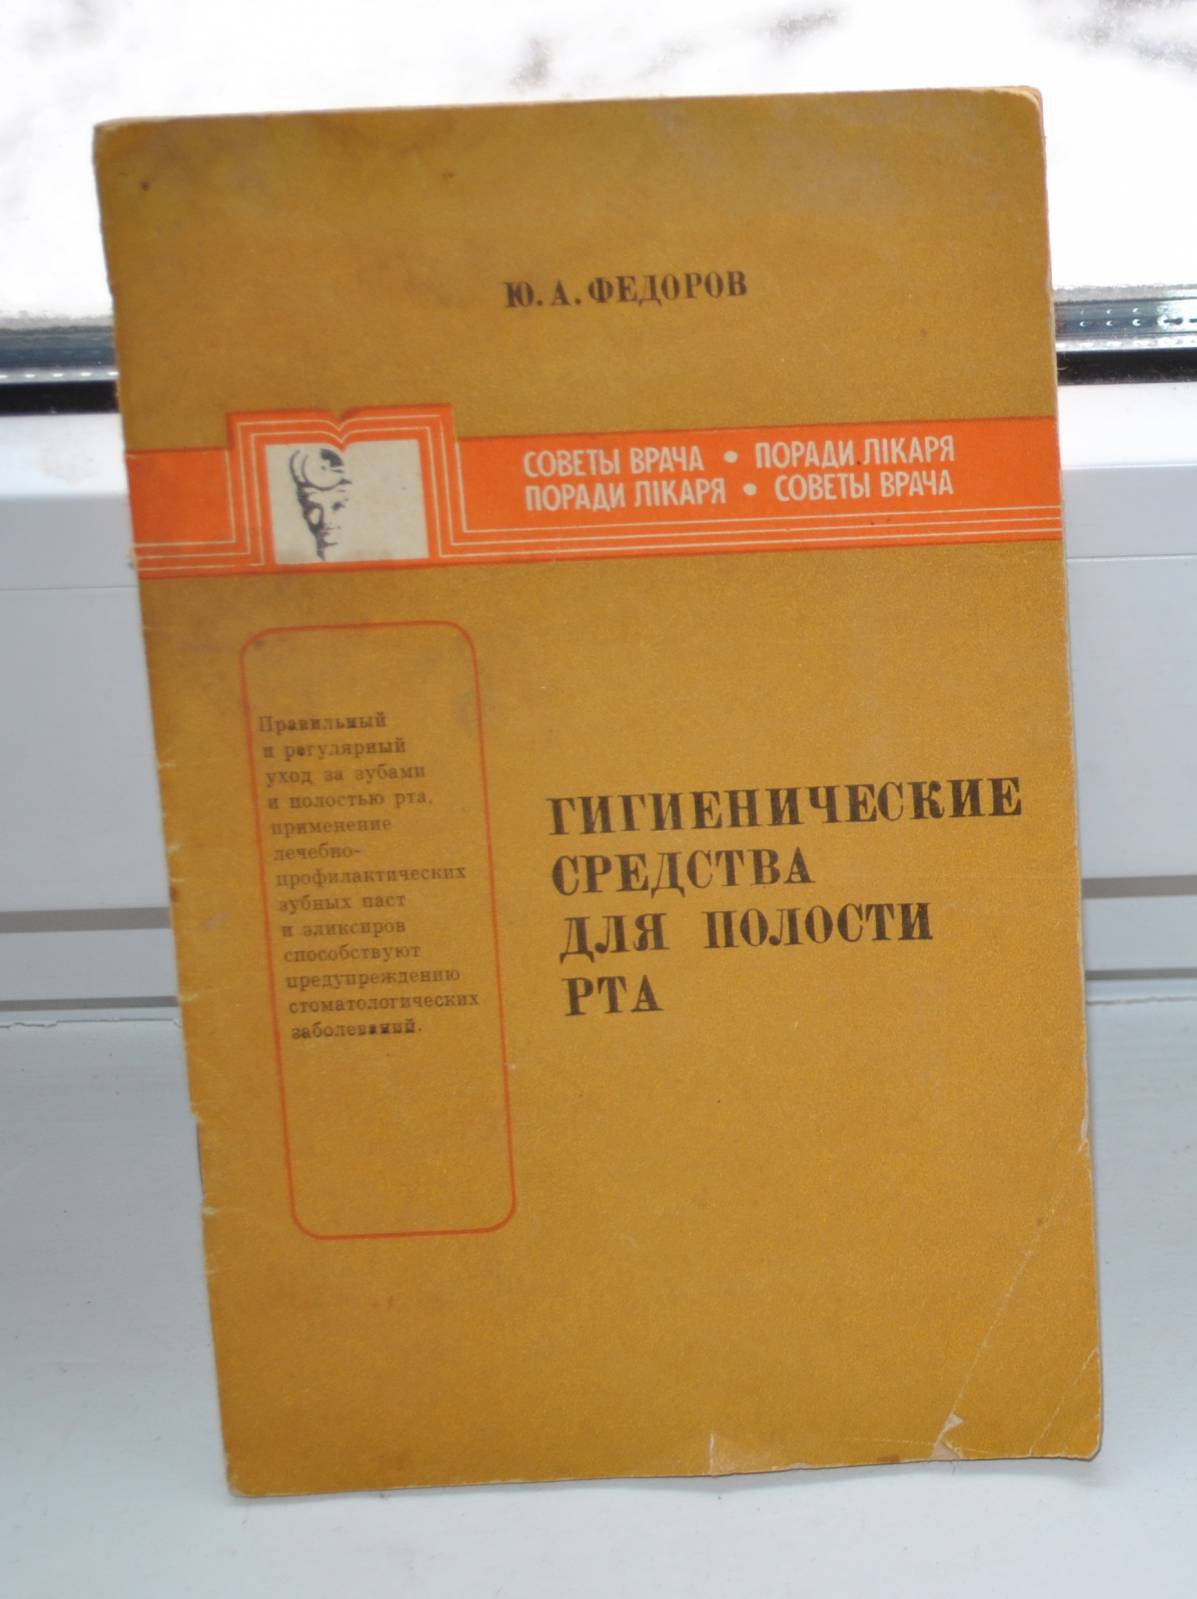 Ю. А. ФЕДОРОВ
СОВЕТЫ ВРАЧА • ПОРАДИ ЛІКАРЯ
ПОРАДИ ЛІКАРЯ • СОВЕТЫ ВРАЧА
Правильный
и регулярный
уход за зубами
и полостью рта,
применение
лечебно-
профилактических
зубных паст
и эликсиров
способствуют
предупреждению
стоматологических
заболеваний.
ГИГИЕНИЧЕСКИЕ
СРЕДСТВА
ДЛЯ ПОЛОСТИ
РТА